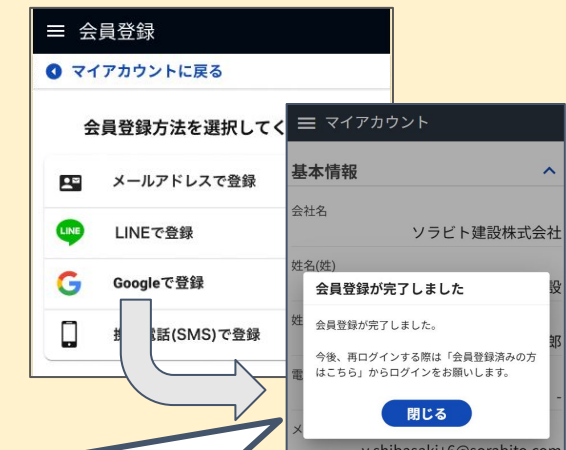 会員登録
マイアカウントに戻る
会員登録方法を選択してく
メールアドレスで登録
LINE
LINEで登録
Googleで登録
電話(SMS)で登録
マイアカウント
基本情報
会社名
ソラビト建設株式会社
姓名(姓)
設
会員登録が完了しました
姓
会員登録が完了しました。
郎
今後、再ログインする際は「会員登録済みの方
はこちら」からログインをお願いします。
電
-
閉じる
メ